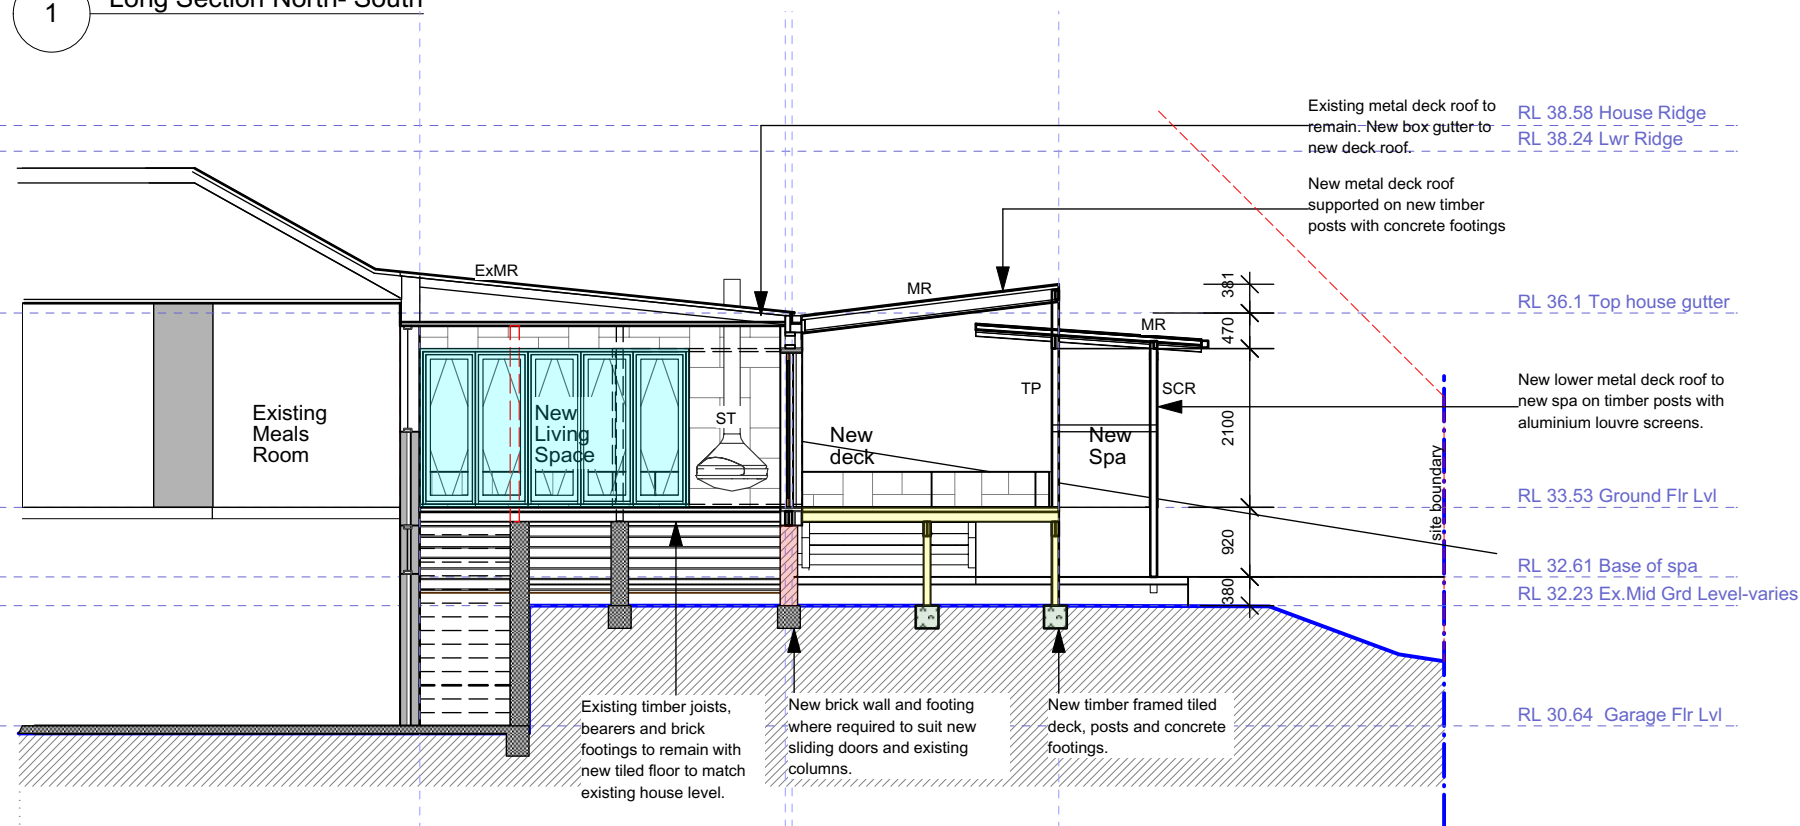 1
Long Section North- South
Existing metal deck roof to
remain. New box gutter to
new deck roof.
RL 38.58 House Ridge
RL 38.24 Lwr Ridge
New metal deck roof
supported on new timber
posts with concrete footings
ExMR
MR
381
RL 36.1 Top house gutter
470
MR
New lower metal deck roof to
new spa on timber posts with
aluminium louvre screens.
TP
SCR
Existing
Meals
Room
New
Living
Space
ST
New
deck
New
Spa
2100
site boundary
RL 33.53 Ground Flr Lvl
920
RL 32.61 Base of spa
380
RL 32.23 Ex.Mid Grd Level-varies
Existing timber joists,
bearers and brick
footings to remain with
new tiled floor to match
existing house level.
New brick wall and footing
where required to suit new
sliding doors and existing
columns.
New timber framed tiled
deck, posts and concrete
footings.
RL 30.64 Garage Flr Lvl